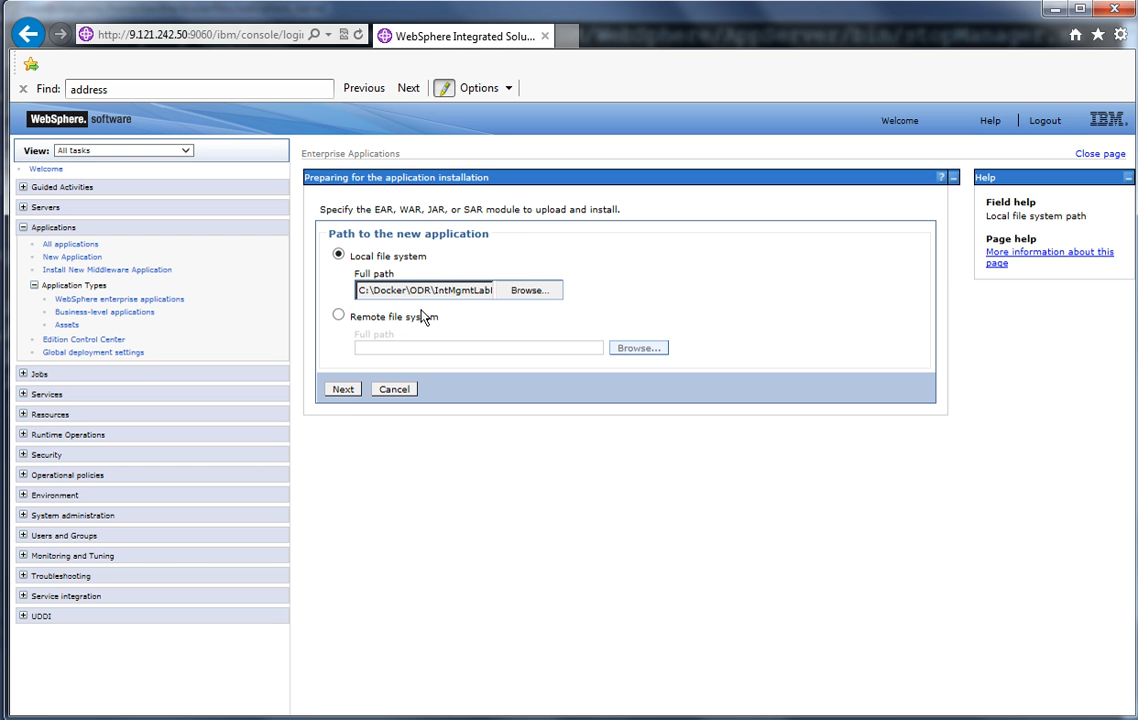 http://9.121.242.50:9060/ibm/console/logii
WebSphere Integrated Solu...
Find: address Previous Next Options
WebSphere. software
Welcome Help Logout IBM.
View: All tasks
Welcome
Guided Activities
Servers
Applications
All applications
New Application
Install New Middleware Application
Application Types
WebSphere enterprise applications
Business-level applications
Assets
Edition Control Center
Global deployment settings
Jobs
Services
Resources
Runtime Operations
Security
Operational policies
Environment
System administration
Users and Groups
Monitoring and Tuning
Troubleshooting
Service integration
UDDI
Enterprise Applications
Close page
Preparing for the application installation
Specify the EAR, WAR, JAR, or SAR module to upload and install.
Path to the new application
Local file system
Full path
C:\Docker\ODR\IntMgmtLabI Browse...
Remote file system
Full path
Browse...
Next Cancel
Help
Field help
Local file system path
Page help
More information about this
page